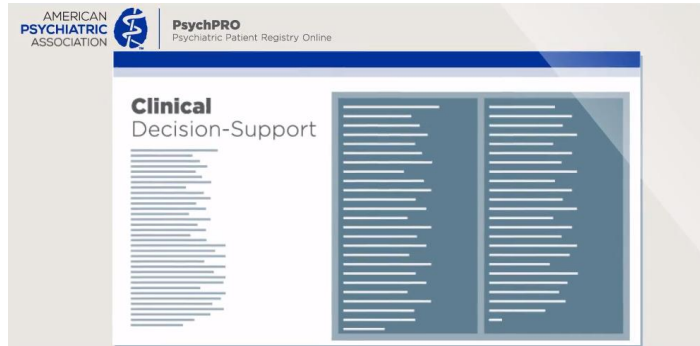 AMERICAN
PSYCHIATRIC
ASSOCIATION
PsychPRO
Psychiatric Patient Registry Online
Clinical
Decision-Support